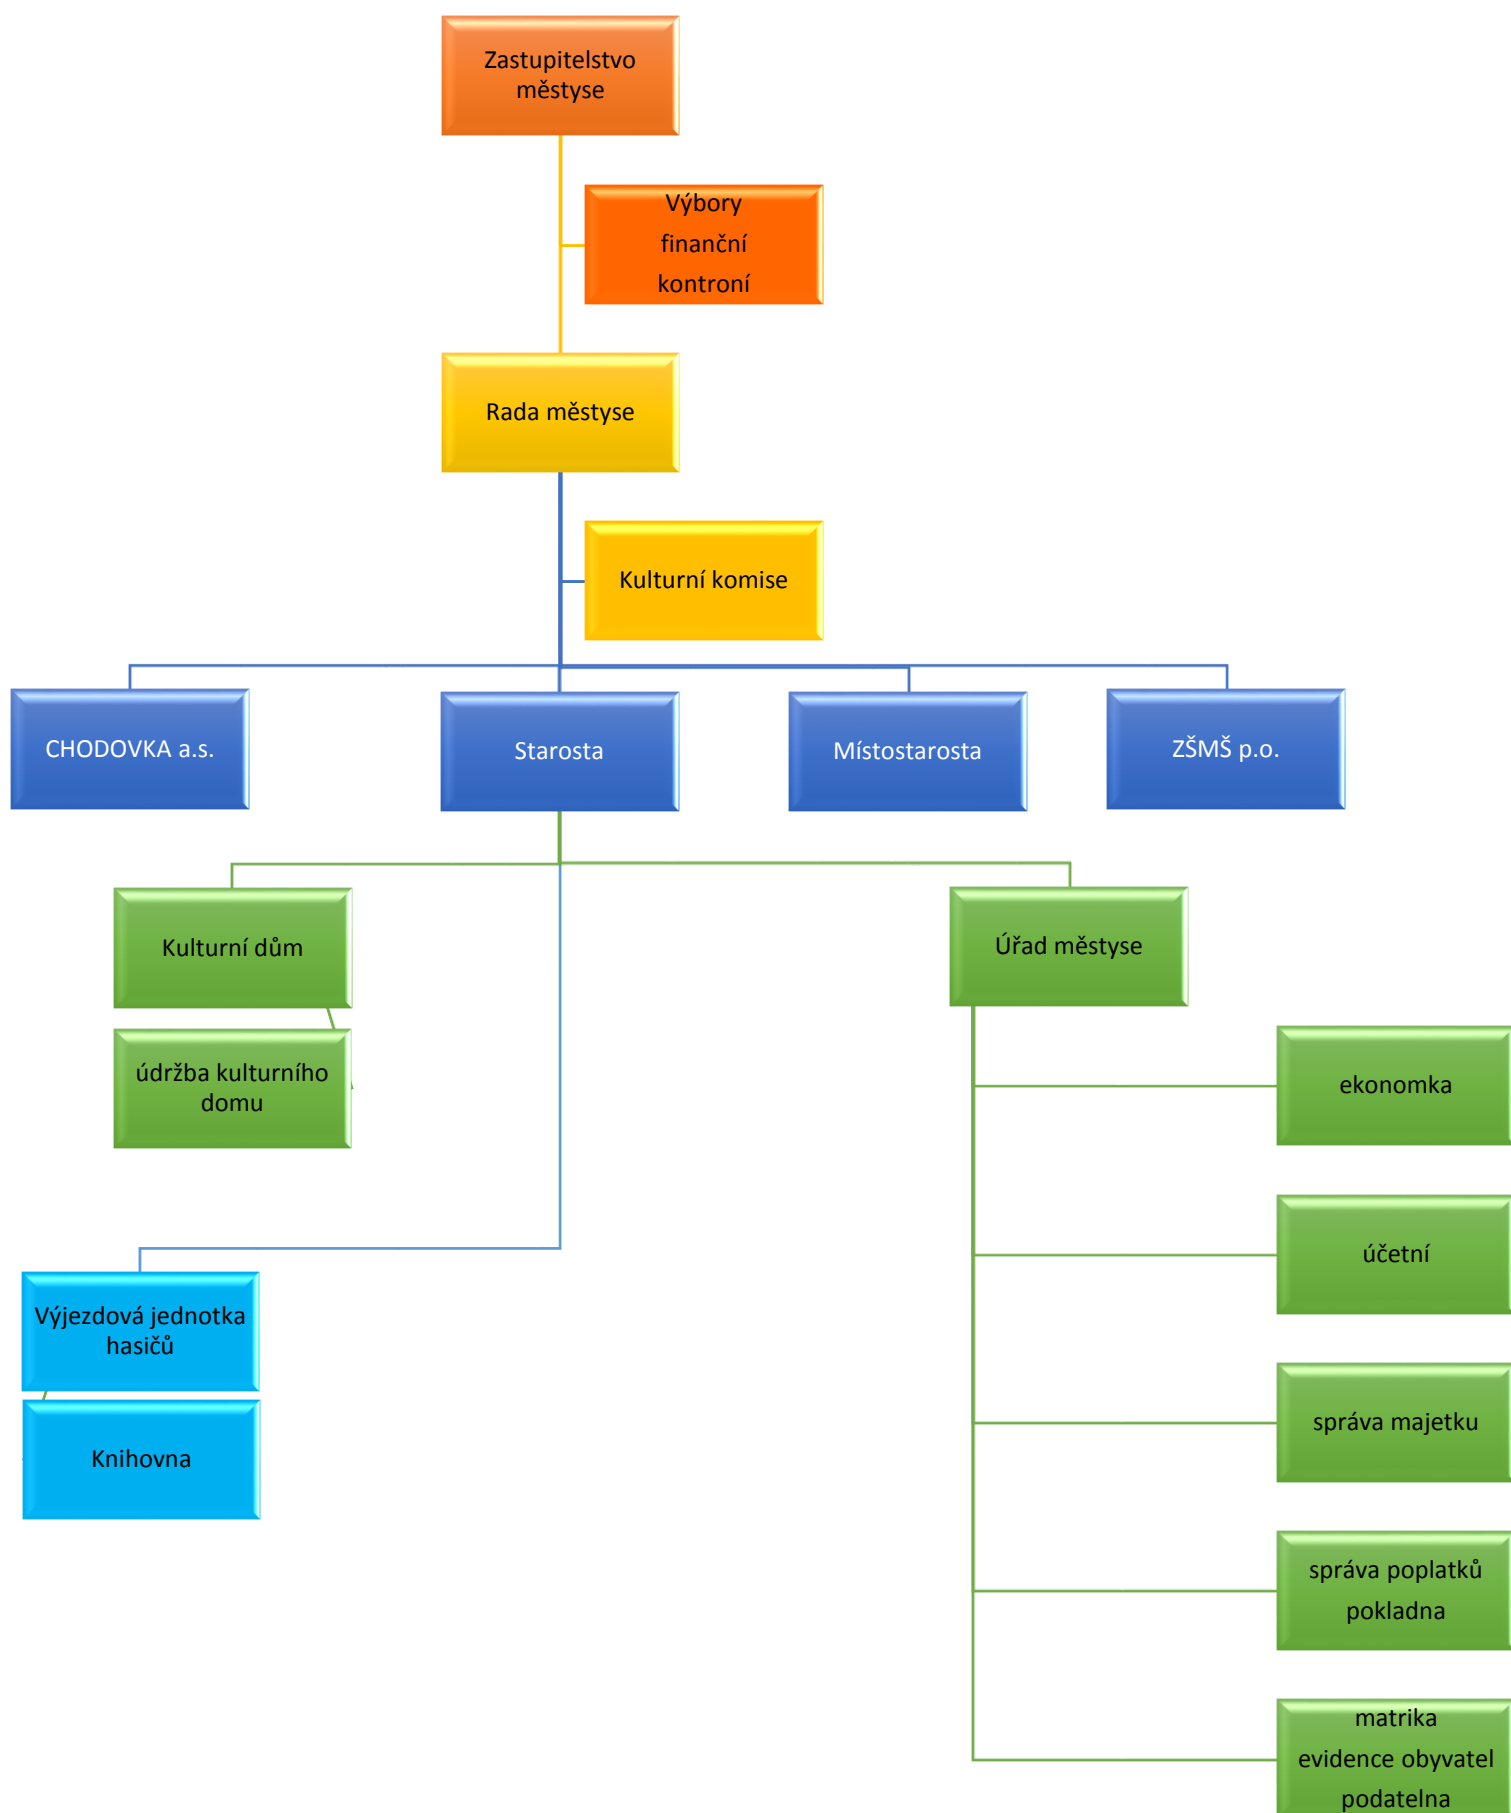 Zastupitelstvo
městyse
Výbory
finanční
kontroní
Rada městyse
Kulturní komise
CHODOVKA a.s.
Starosta
Místostarosta
ZŠMŠ p.o.
Kulturní dům
Úřad městyse
údržba kulturního
domu
ekonomka
účetní
Výjezdová jednotka
hasičů
správa majetku
Knihovna
správa poplatků
pokladna
matrika
evidence obyvatel
podatelna